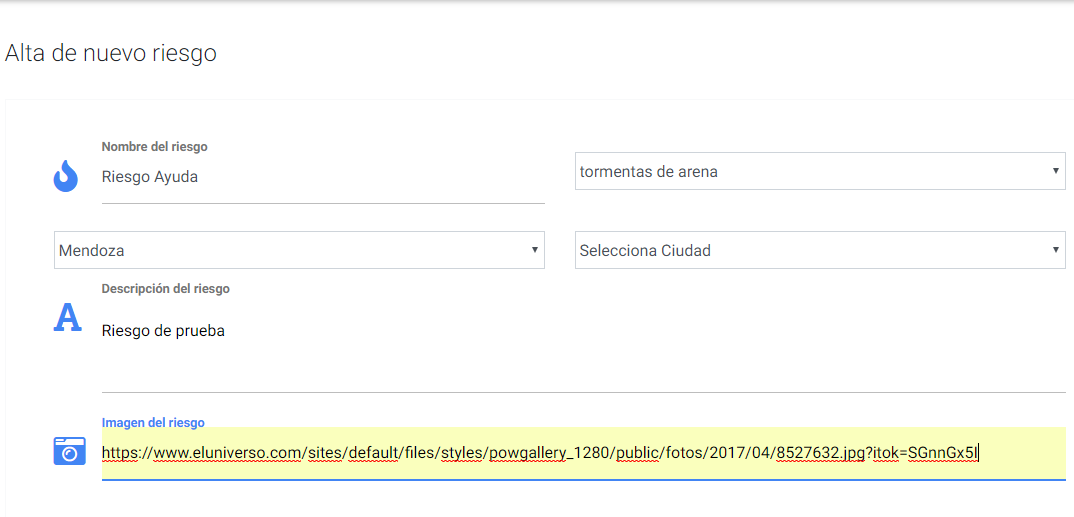 Alta de nuevo riesgo
Nombre del riesgo
Riesgo Ayuda
tormentas de arena
Mendoza
Selecciona Ciudad
Descripción del riesgo
Riesgo de prueba
Imagen del riesgo
https://www.eluniverso.com/sites/default/files/styles/powgallery_1280/public/fotos/2017/04/8527632.jpg?itok=SGnnGx5I